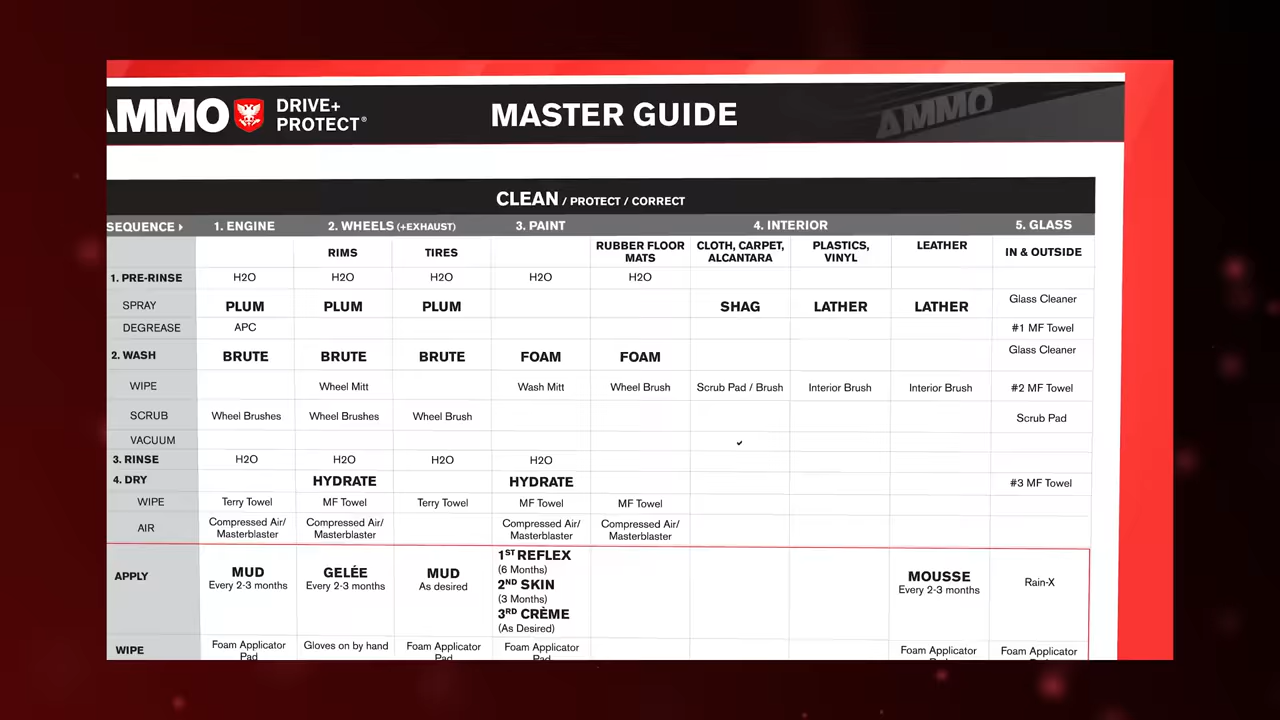 AMMO DRIVE+ PROTECT®
MASTER GUIDE
AMMO
CLEAN / PROTECT / CORRECT
SEQUENCE 1. ENGINE 2. WHEELS (+EXHAUST) 3. PAINT 4. INTERIOR 5. GLASS
RIMS TIRES RUBBER FLOOR MATS CLOTH, CARPET, ALCANTARA PLASTICS, VINYL LEATHER IN & OUTSIDE
1. PRE-RINSE H2O H2O H2O H2O H2O
SPRAY PLUM PLUM PLUM SHAG LATHER LATHER Glass Cleaner
DEGREASE APC #1 MF Towel
2. WASH BRUTE BRUTE BRUTE FOAM FOAM Glass Cleaner
WIPE Wheel Mitt Wash Mitt Wheel Brush Scrub Pad / Brush Interior Brush Interior Brush #2 MF Towel
SCRUB Wheel Brushes Wheel Brushes Wheel Brush Scrub Pad
VACUUM ✓
3. RINSE H2O H2O H2O H2O
4. DRY HYDRATE HYDRATE #3 MF Towel
WIPE Terry Towel MF Towel Terry Towel MF Towel MF Towel
AIR Compressed Air/ Masterblaster Compressed Air/ Masterblaster Compressed Air/ Masterblaster Compressed Air/ Masterblaster
APPLY MUD Every 2-3 months GELÉE Every 2-3 months MUD As desired 1ST REFLEX (6 Months) 2ND SKIN (3 Months) 3RD CRÈME (As Desired) MOUSSE Every 2-3 months Rain-X
WIPE Foam Applicator Pad Gloves on by hand Foam Applicator Pad Foam Applicator Pad Foam Applicator Pad Foam Applicator